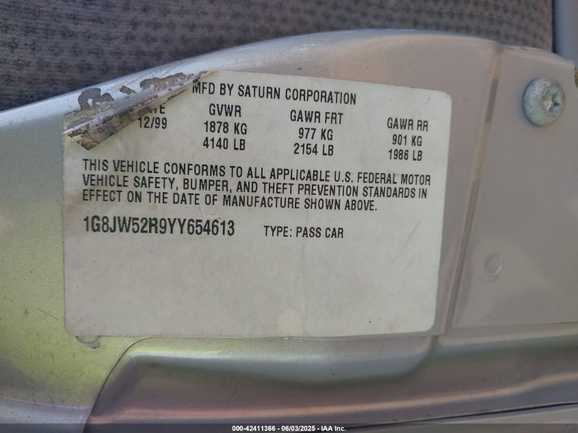 MFD BY SATURN CORPORATION
GVWR GAWR FRT GAWR RR
12/99 1878 KG 977 KG 901 KG
4140 LB 2154 LB 1986 LB
THIS VEHICLE CONFORMS TO ALL APPLICABLE U.S. FEDERAL MOTOR
VEHICLE SAFETY, BUMPER, AND THEFT PREVENTION STANDARDS IN
EFFECT ON THE DATE OF MANUFACTURE SHOWN ABOVE.
1G8JW52R9YY654613 TYPE: PASS CAR
000-42411366 - 06/03/2025 - IAA Inc.